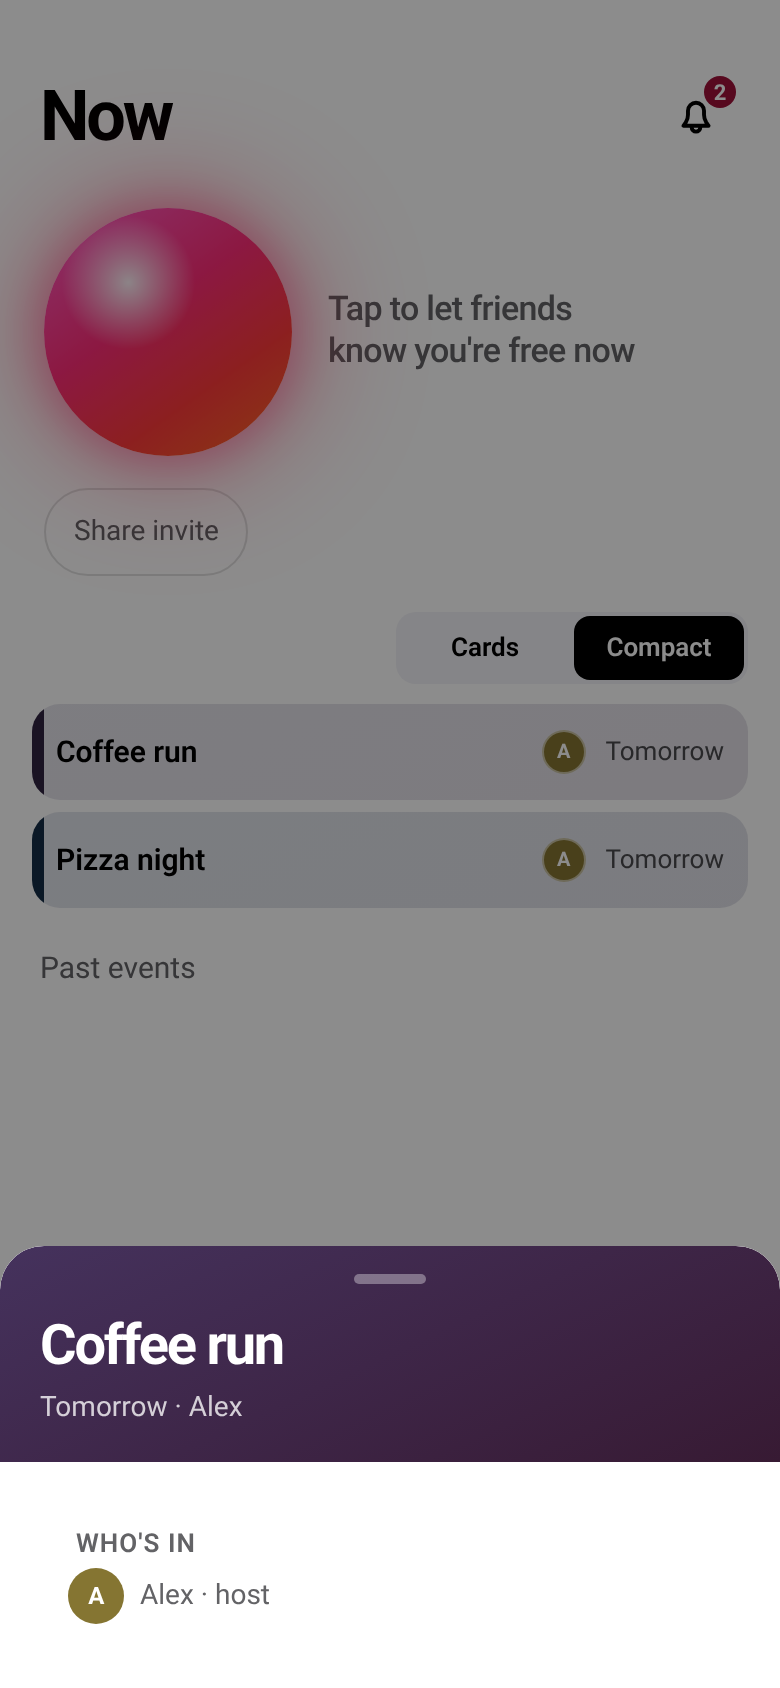 Now
2
Tap to let friends
know you're free now
Share invite
Cards Compact
Coffee run A Tomorrow
Pizza night A Tomorrow
Past events
Coffee run
Tomorrow · Alex
WHO'S IN
A Alex · host